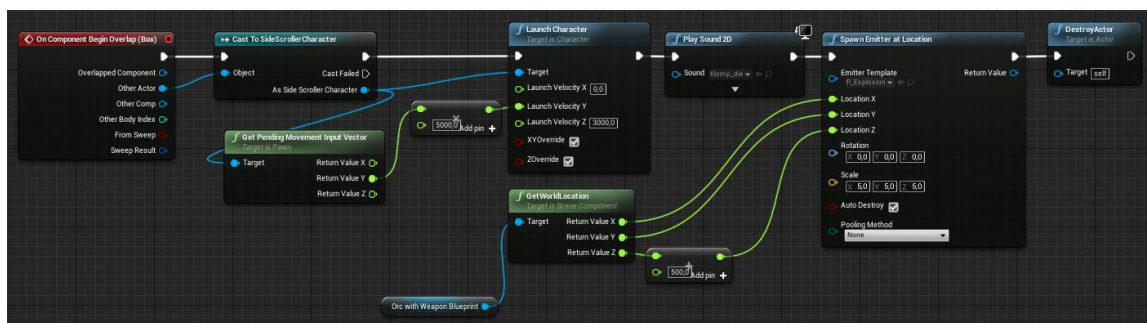 On Component Begin Overlap (Box)
Overlapped Component
Other Actor
Other Comp
Other Body Index
From Sweep
Sweep Result
Cast To SideScrollerCharacter
Object
Cast Failed
As Side Scroller Character
Get Pending Movement Input Vector
Target is Pawn
Target
Return Value X
Return Value Y
Return Value Z
5000,0
Add pin +
Launch Character
Target is Character
Target
Launch Velocity X 0,0
Launch Velocity Y
Launch Velocity Z 3000,0
XYOverride
ZOverride
GetWorldLocation
Target is Scene Component
Target Return Value X
Return Value Y
Return Value Z
Orc with Weapon Blueprint
500,0
Add pin +
Play Sound 2D
Sound Klomp_die
Spawn Emitter at Location
Emitter Template Return Value
P_Explosion
Location X
Location Y
Location Z
Rotation
X 0,0 Y 0,0 Z 0,0
Scale
X 5,0 Y 5,0 Z 5,0
Auto Destroy
Pooling Method
None
DestroyActor
Target is Actor
Target self